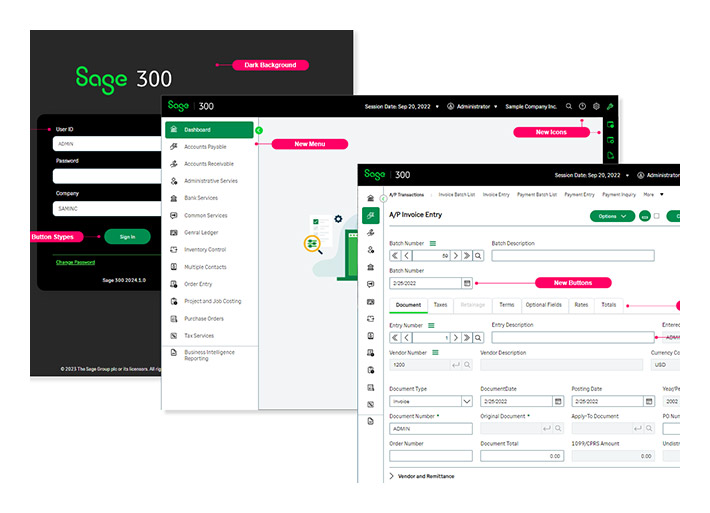 Dark Background
Sage 300
User ID
ADMIN
Password
Company
SAMINC
Button Stypes
Sign In
Change Password
Sage 300 2024.1.0
© 2023 The Sage Group plc or its licensors. All rig
Sage 300
Session Date: Sep 20, 2022
Administrator
Sample Company Inc.
Dashboard
Accounts Payable
Accounts Receivable
Administrative Servies
Bank Services
Common Services
Genral Ledger
Inventory Control
Multiple Contacts
Order Entry
Project and Job Costing
Purchase Orders
Tax Services
Business Intelligence
Reporting
New Menu
New Icons
Sage 300
Session Date: Sep 20, 2022
Administrator
A/P Transactions Invoice Batch List Invoice Entry Payment Batch List Payment Entry Payment Inquiry More
A/P Invoice Entry
Options
Batch Number Batch Description
59
Batch Number
2/25/2022
New Buttons
Document Taxes Retainage Terms Optional Fields Rates Totals
Entry Number Entry Description Entered
1 ADMI
Vendor Number Vendor Description Currency Co
1200 USD
Document Type DocumentDate Posting Date Year/Pe
Invoice 2/25/2022 2/25/2022 2002
Document Number * Original Document * Apply-To Document PO Num
ADMIN
Order Number Document Total 1099/CPRS Amount Undistr
0.00 0.00
Vendor and Remittance